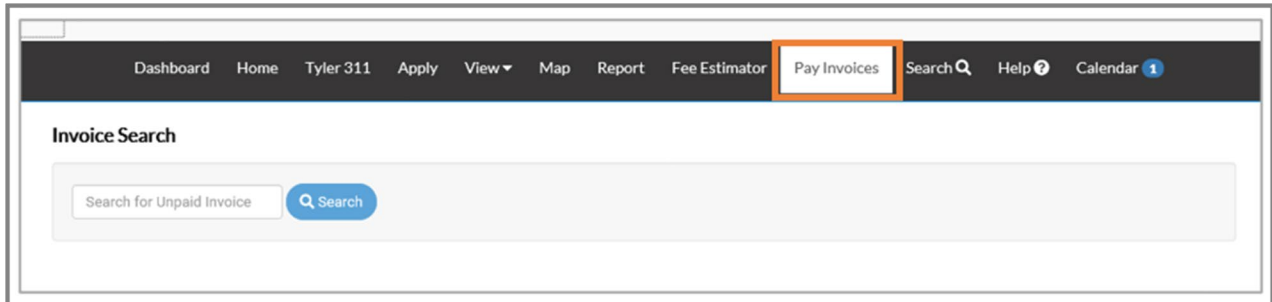 Dashboard Home Tyler 311 Apply View Map Report Fee Estimator Pay Invoices Search Help Calendar 1
Invoice Search
Search for Unpaid Invoice Search